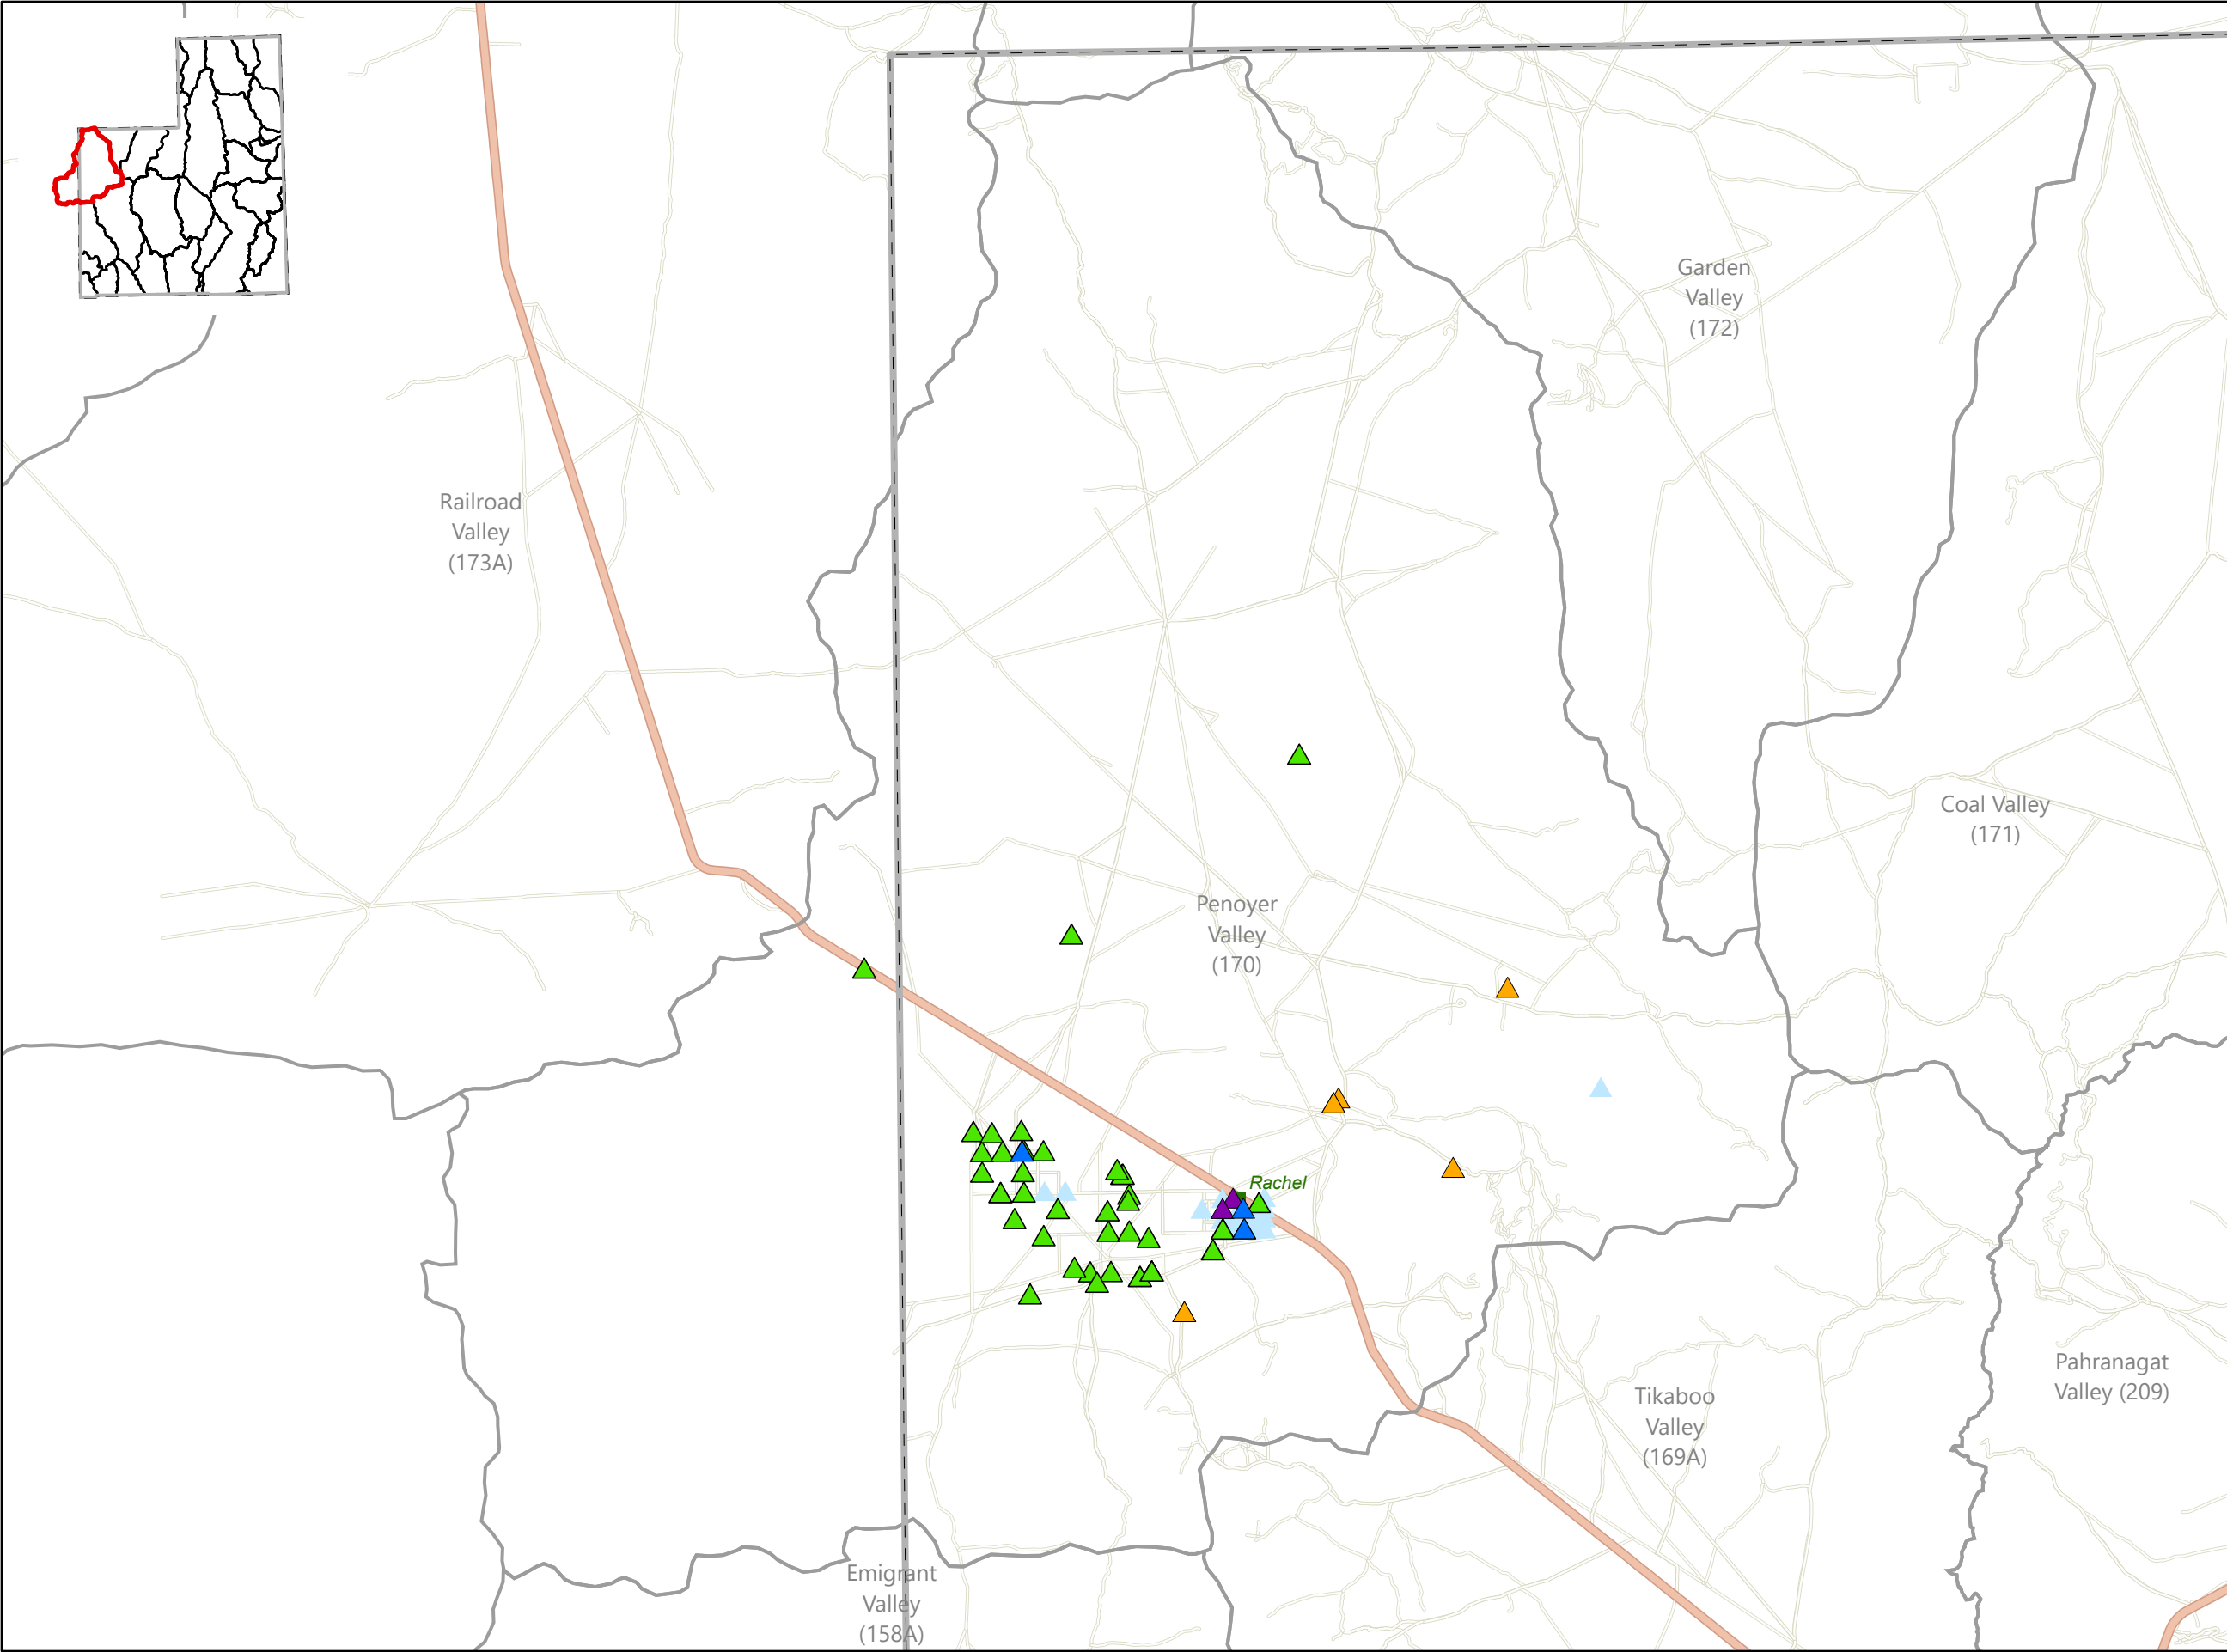 Garden
Valley
(172)
Railroad
Valley
(173A)
Coal Valley
(171)
Penoyer
Valley
(170)
Rachel
Pahranagat
Valley (209)
Tikaboo
Valley
(169A)
Emigrant
Valley
(158A)